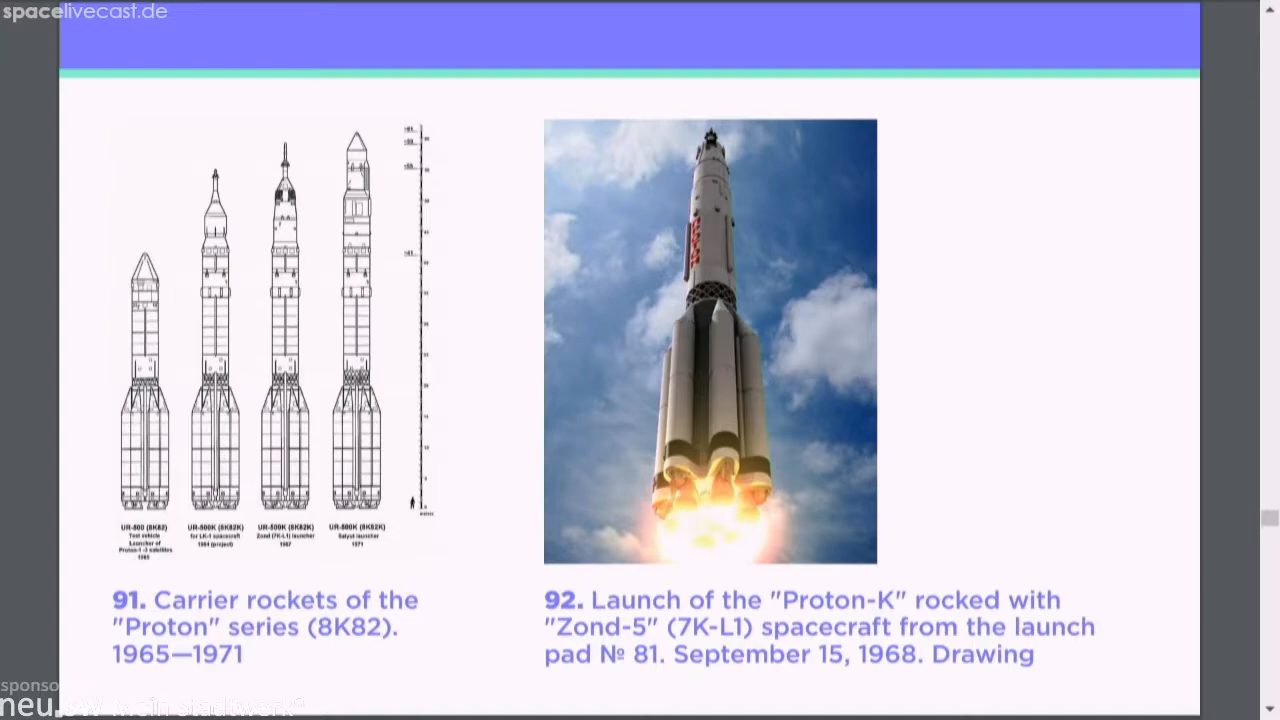 spacelivecast.de
UR-500 (8K82)
Test vehicle
Launcher of
Proton-1 -3 satellites
1965
UR-500K (8K82K)
for LK-1 spacecraft
1964 (project)
UR-500K (8K82K)
Zond (7K-L1) launcher
1967
UR-500K (8K82K)
Salyut launcher
1971
91. Carrier rockets of the
"Proton" series (8K82).
1965—1971
92. Launch of the "Proton-K" rocked with
"Zond-5" (7K-L1) spacecraft from the launch
pad № 81. September 15, 1968. Drawing
sponso
neu.sw